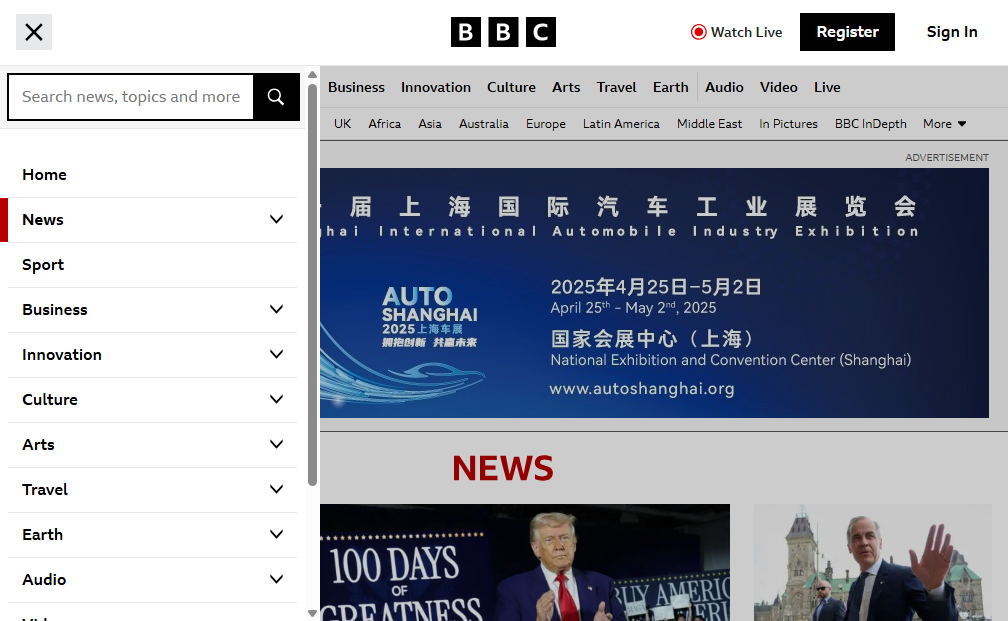 BBC
Watch Live
Register
Sign In
Search news, topics and more
Business Innovation Culture Arts Travel Earth Audio Video Live
UK Africa Asia Australia Europe Latin America Middle East In Pictures BBC InDepth More
Home
News
Sport
Business
Innovation
Culture
Arts
Travel
Earth
Audio
ADVERTISEMENT
届上海国际汽车工业展览会
hai International Automobile Industry Exhibition
AUTO
SHANGHAI
2025上海车展
拥抱创新 共赢未来
2025年4月25日–5月2日
April 25th - May 2nd, 2025
国家会展中心（上海）
National Exhibition and Convention Center (Shanghai)
www.autoshanghai.org
NEWS
100 DAYS
OF
GREATNESS
BUY AMERIC